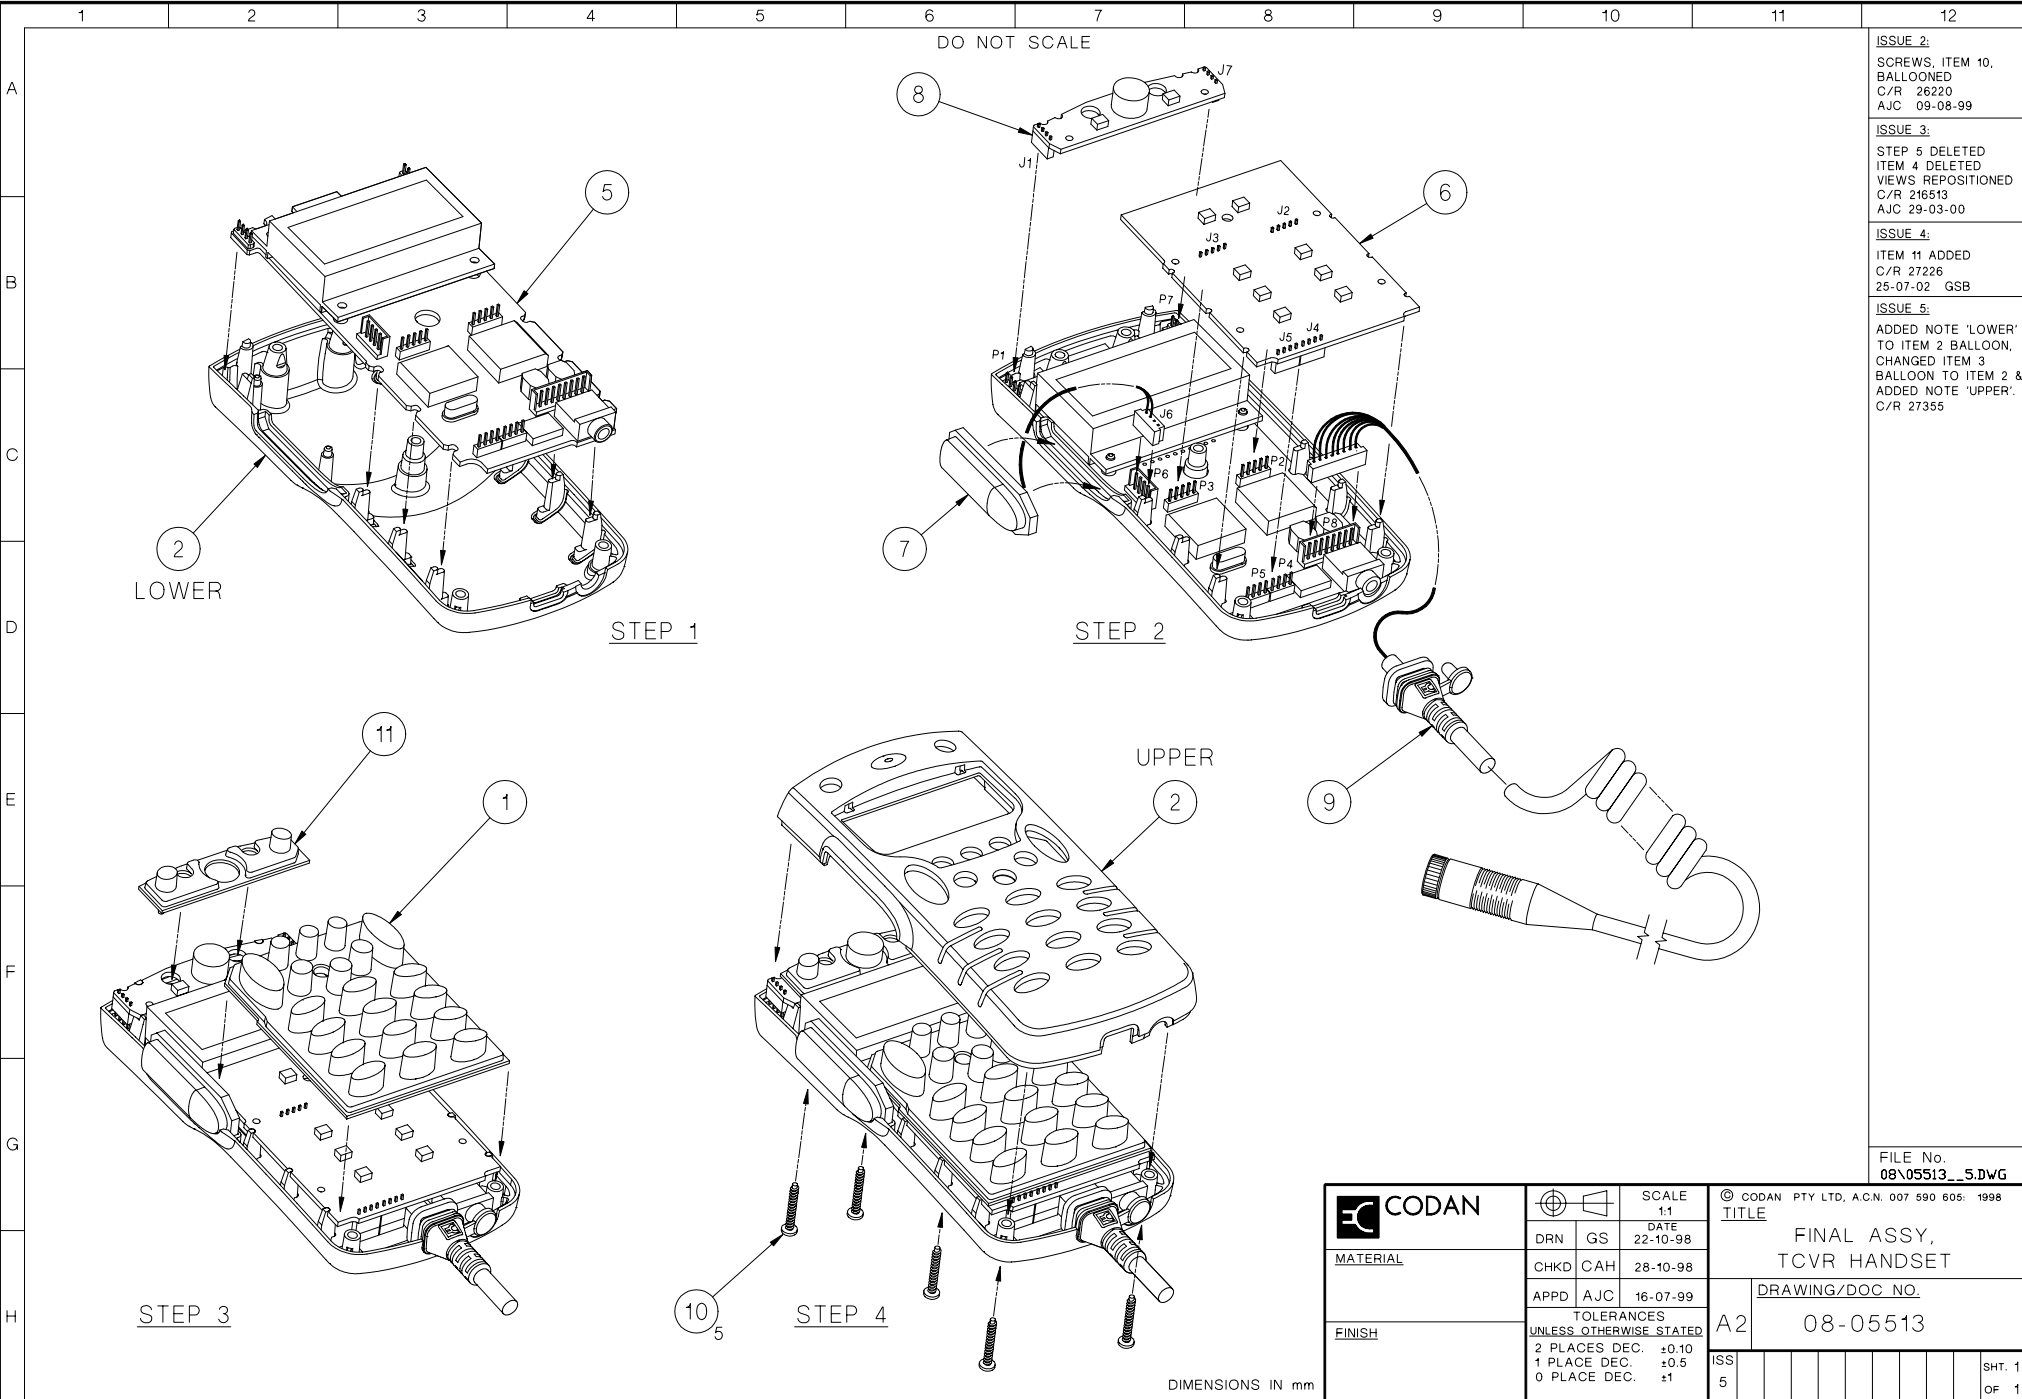 1 2 3 4 5 6 7 8 9 10 11 12
A
B
C
D
E
F
G
H
DO NOT SCALE
5
2
LOWER
STEP 1
8
J1
J7
6
J2
J3
J4
J5
P7
P1
J6
P6
P3
P2
P8
P5
P4
7
STEP 2
9
11
1
STEP 3
UPPER
2
10
5
STEP 4
DIMENSIONS IN mm
ISSUE 2:
SCREWS, ITEM 10,
BALLOONED
C/R 26220
AJC 09-08-99
ISSUE 3:
STEP 5 DELETED
ITEM 4 DELETED
VIEWS REPOSITIONED
C/R 216513
AJC 29-03-00
ISSUE 4:
ITEM 11 ADDED
C/R 27226
25-07-02 GSB
ISSUE 5:
ADDED NOTE 'LOWER'
TO ITEM 2 BALLOON,
CHANGED ITEM 3
BALLOON TO ITEM 2 &
ADDED NOTE 'UPPER'.
C/R 27355
FILE No.
08\05513__5.DWG
CODAN
MATERIAL
FINISH
SCALE
1:1
DRN GS DATE
22-10-98
CHKD CAH 28-10-98
APPD AJC 16-07-99
TOLERANCES
UNLESS OTHERWISE STATED
2 PLACES DEC. ±0.10
1 PLACE DEC. ±0.5
0 PLACE DEC. ±1
© CODAN PTY LTD, A.C.N. 007 590 605: 1998
TITLE
FINAL ASSY,
TCVR HANDSET
DRAWING/DOC NO.
A2 08-05513
ISS
5
SHT. 1
OF 1